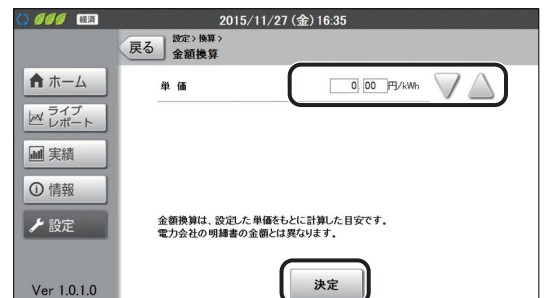 経済
2015/11/27 (金) 16:35
戻る
設定> 換算>
金額換算
ホーム
ライブ
レポート
実績
情報
設定
Ver 1.0.1.0
単 価
0. 00 円/kWh
金額換算は、設定した単価をもとに計算した目安です。
電力会社の明細書の金額とは異なります。
決定